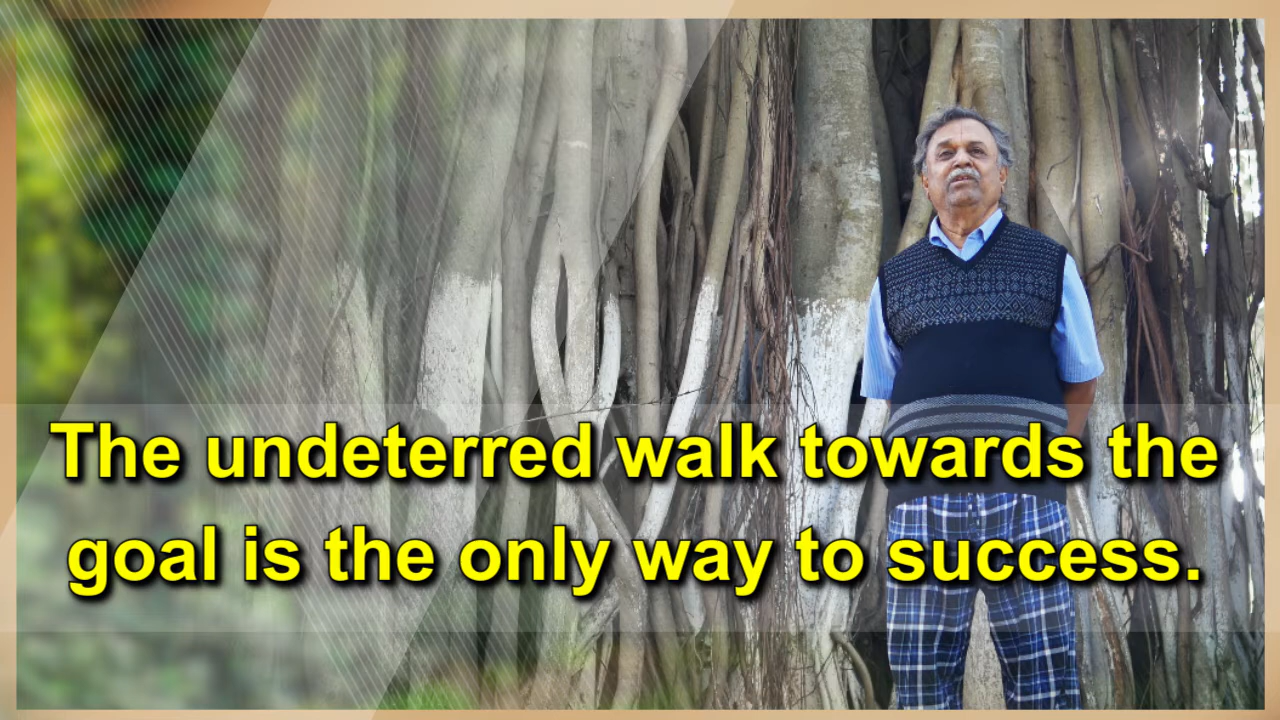 The undeterred walk towards the
goal is the only way to success.